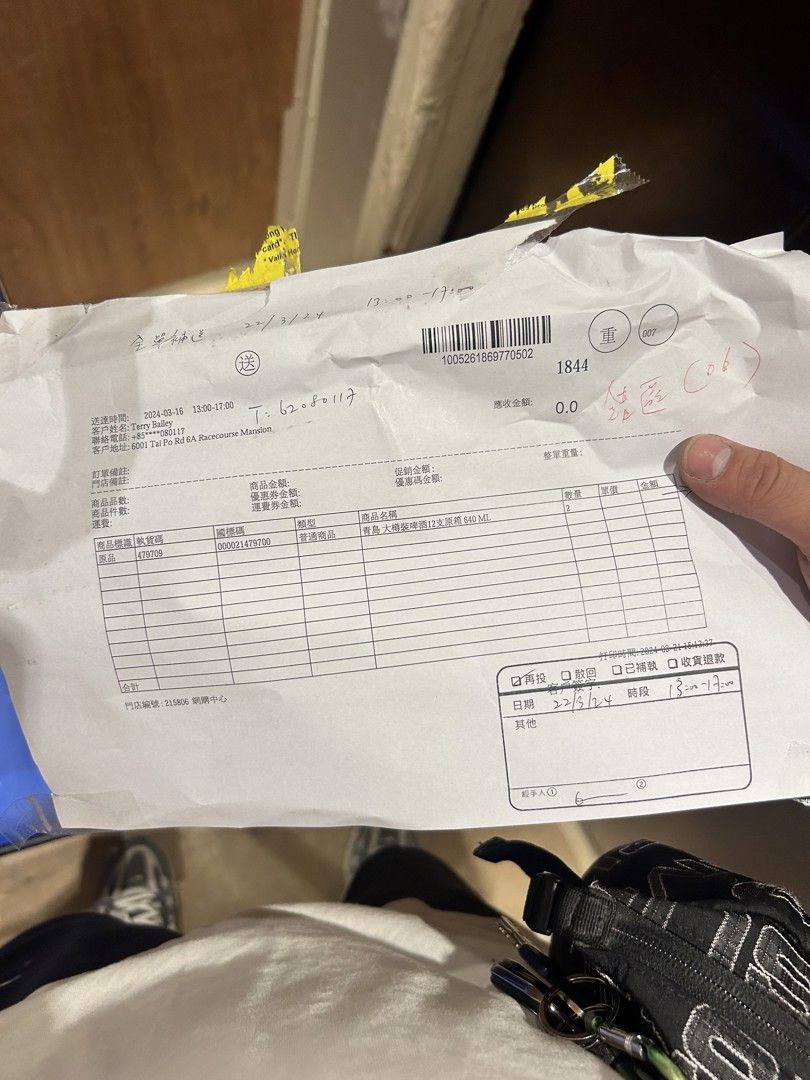 ong
card". T
* Vali
Hon
全單補送 22/3/24 13:00-17:00
送
1005261869770502
1844
重
007
送達時間: 2024-03-16 13:00-17:00
T: 62080117
客戶姓名: Terry Bailey
聯絡電話: +85****080117
客戶地址: 6001 Tai Po Rd 6A Racecourse Mansion
應收金額: 0.0
區 (06)
訂單備註:
門店備註:
整單重量:
商品品數: 商品金額: 促銷金額:
商品件數: 優惠券金額: 優惠碼金額:
運費: 運費券金額:
商品標識 執貨碼 國標碼 類型 商品名稱 數量 單價 金額
原品 479709 000021479700 普通商品 青島 大樽裝啤酒12支原箱 640 ML 2
合計
門店編號: 215806 網購中心
打印時間: 2024-03-21 15:13:37
再投 散回 已補執 收貨退款
客戶簽字:
日期 22/3/24 時段 13:00-17:00
其他
經手人① ②